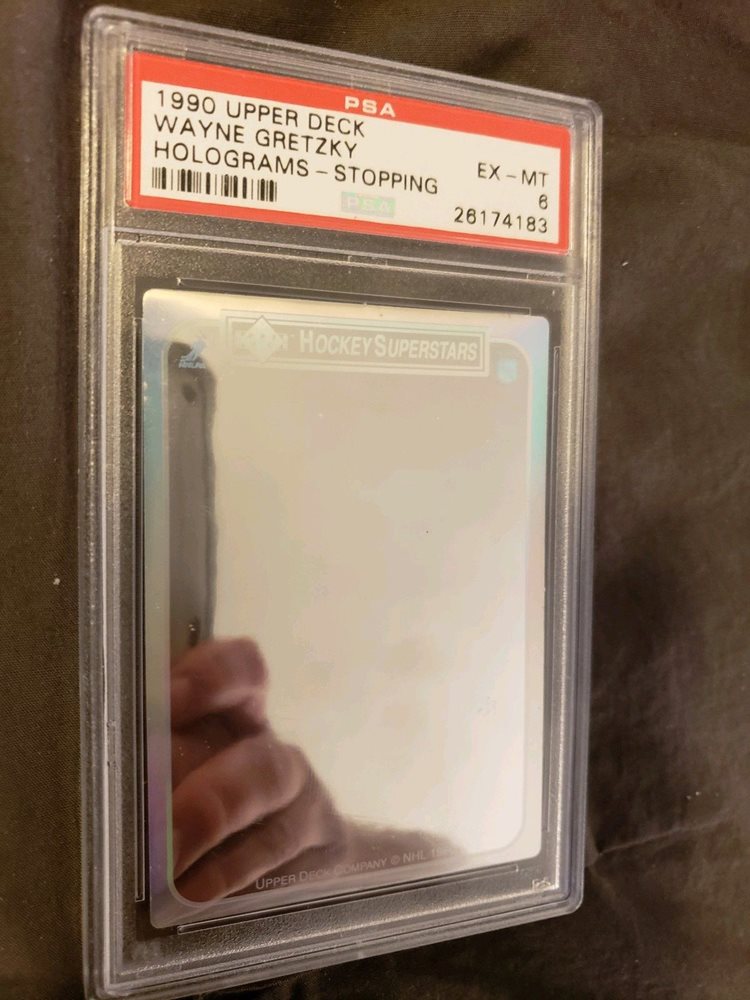 PSA
1990 UPPER DECK
WAYNE GRETZKY
HOLOGRAMS - STOPPING
EX - MT
6
PSA
26174183
HOCKEY SUPERSTARS
UPPER DECK COMPANY © NHL